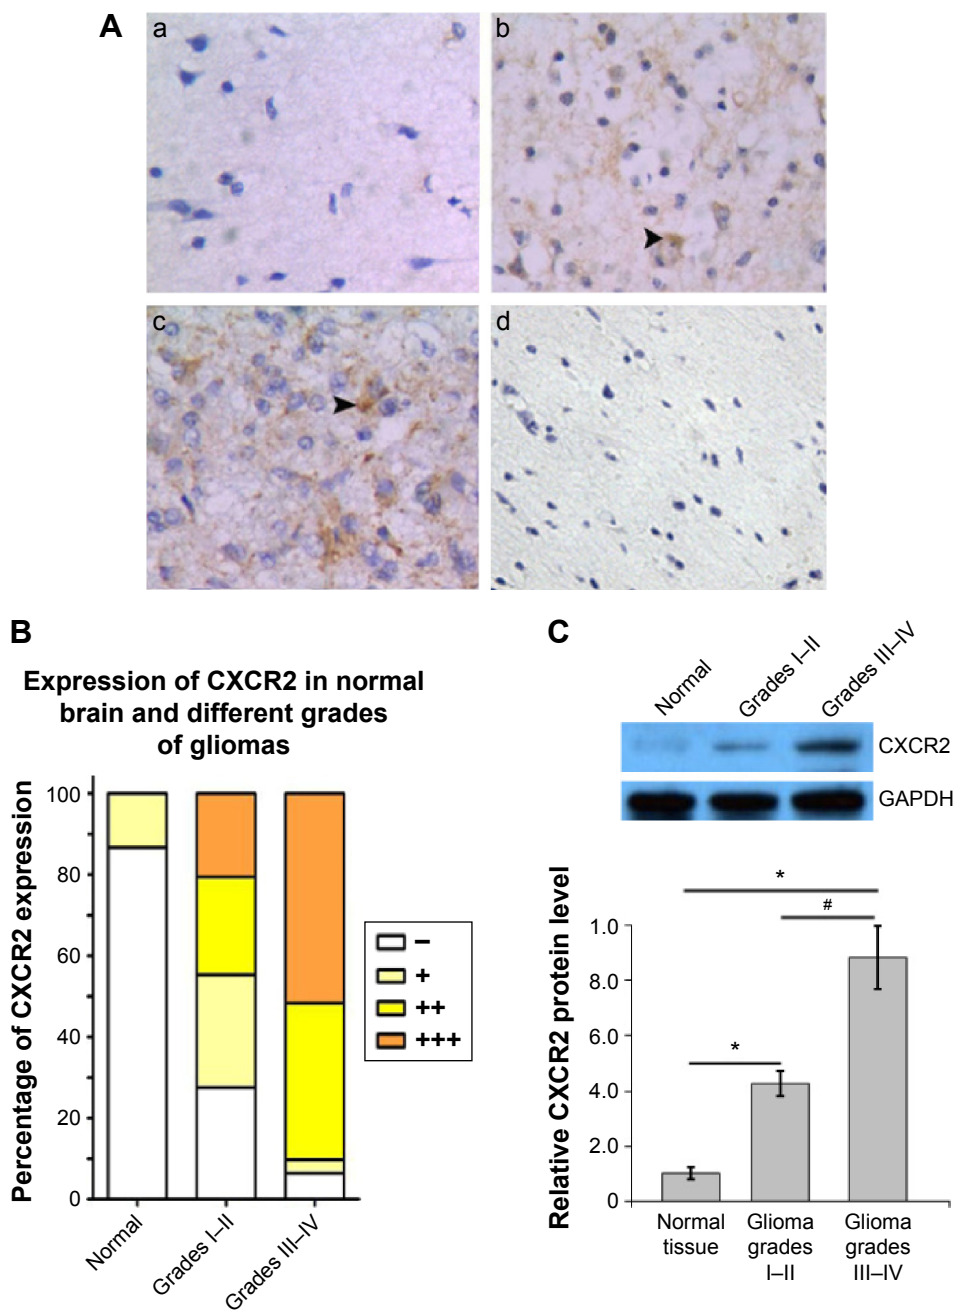 A
a
b
c
d
B
Expression of CXCR2 in normal
brain and different grades
of gliomas
Percentage of CXCR2 expression
100
80
60
40
20
0
Normal
Grades I–II
Grades III–IV
–
+
++
+++
C
Normal
Grades I–II
Grades III–IV
CXCR2
GAPDH
Relative CXCR2 protein level
*
#
*
1.0
8.0
6.0
4.0
2.0
0
Normal
tissue
Glioma
grades
I–II
Glioma
grades
III–IV